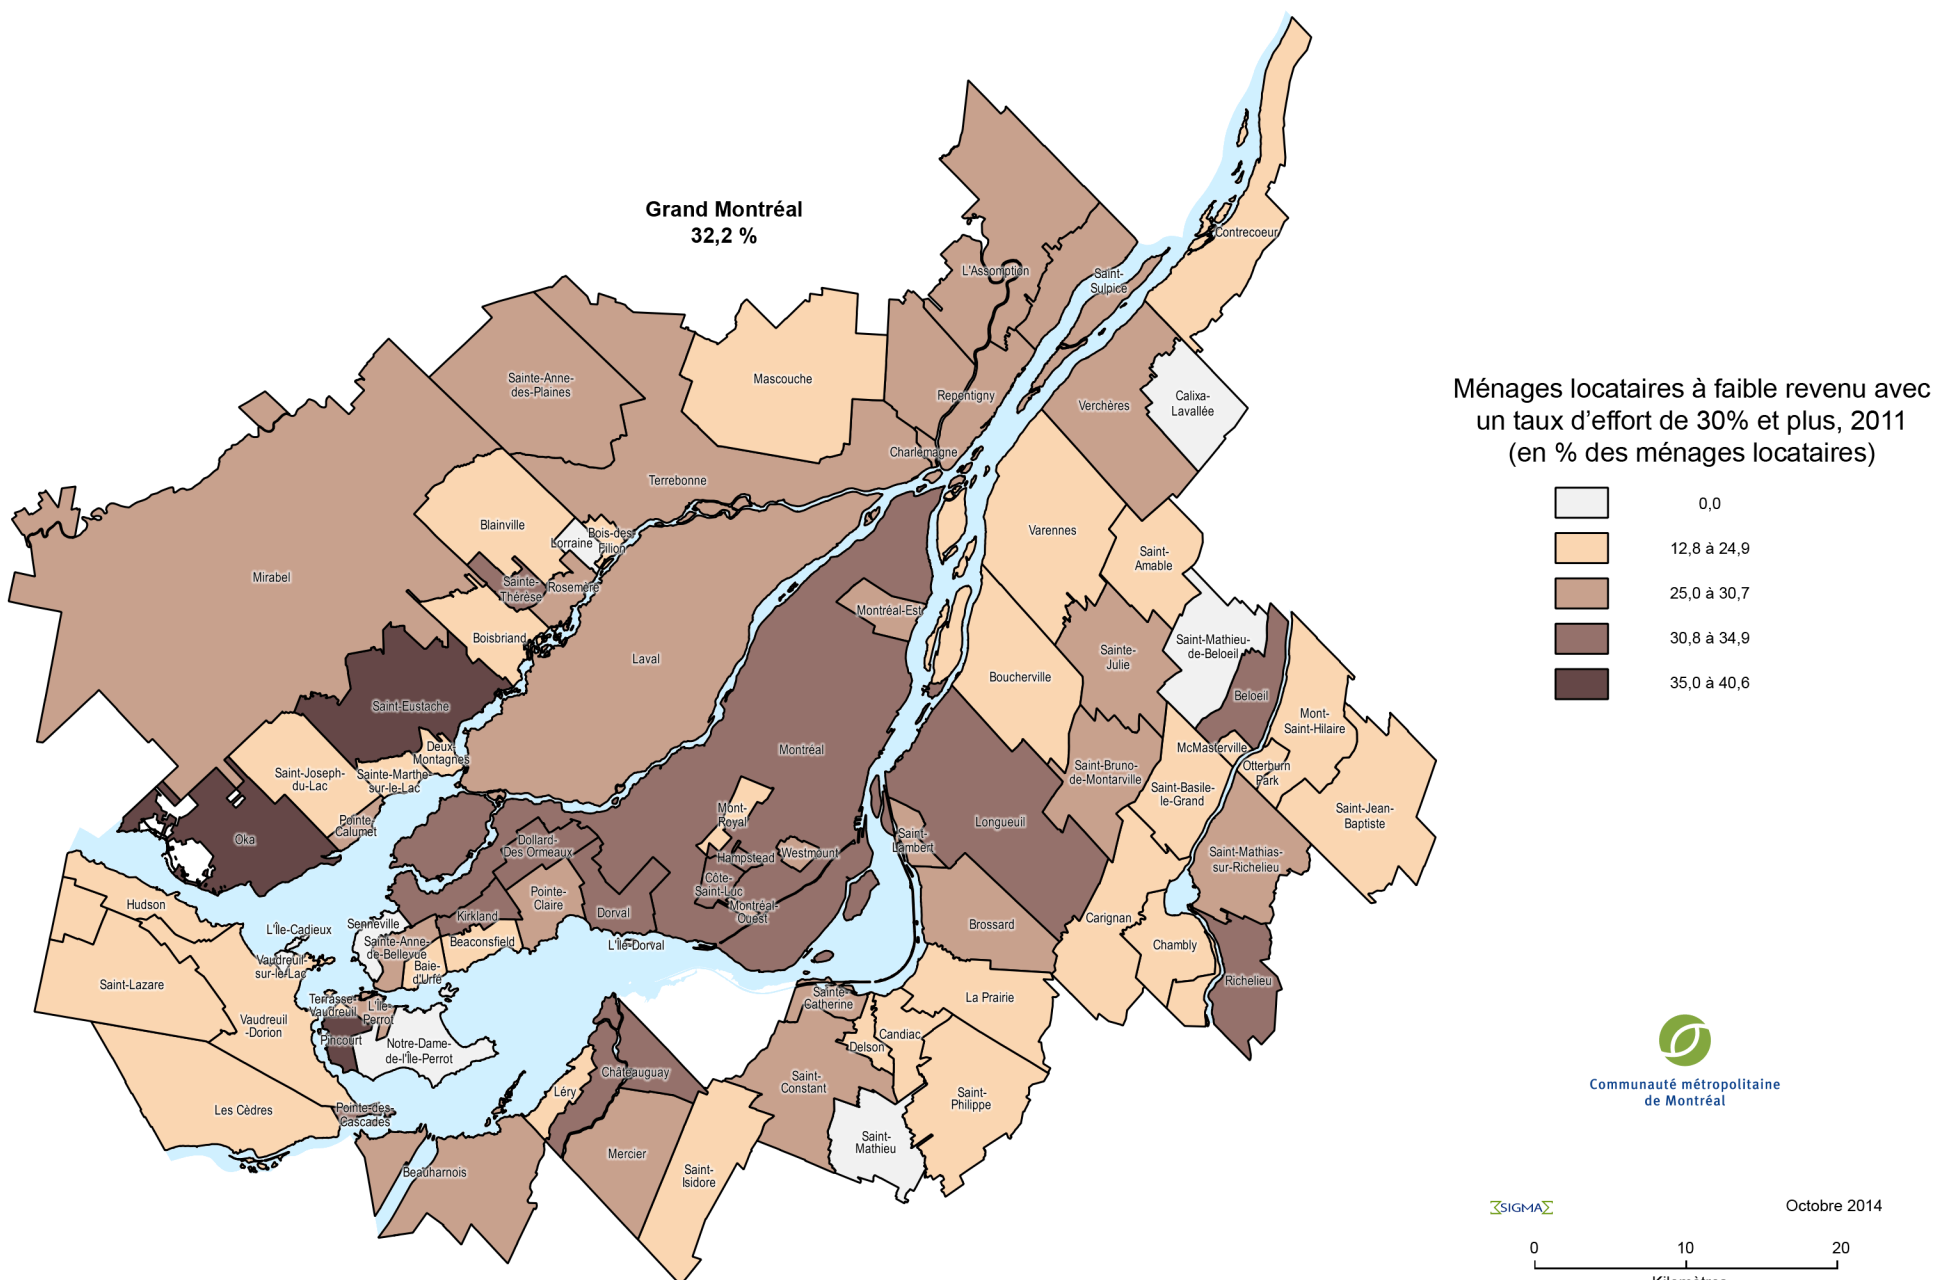 Grand Montréal
32,2 %
Contrecoeur
L'Assomption
Saint-
Sulpice
Mascouche
Sainte-Anne-
des-Plaines
Repentigny
Verchères
Calixa-
Lavallée
Charlemagne
Terrebonne
Blainville
Lorraine
Bois-des-
Filion
Varennes
Saint-
Amable
Mirabel
Sainte-
Thérèse
Rosemère
Montréal-Est
Boisbriand
Laval
Sainte-
Julie
Saint-Mathieu-
de-Beloeil
Boucherville
Beloeil
Saint-Eustache
Mont-
Saint-Hilaire
Deux-
Montagnes
Montréal
McMasterville
Saint-Joseph-
du-Lac
Sainte-Marthe-
sur-le-Lac
Saint-Bruno-
de-Montarville
Otterburn
Park
Saint-Basile-
le-Grand
Saint-Jean-
Baptiste
Pointe-
Calumet
Mont-
Royal
Longueuil
Oka
Dollard-
Des Ormeaux
Hampstead
Westmount
Saint-
Lambert
Saint-Mathias-
sur-Richelieu
Côte-
Saint-Luc
Pointe-
Claire
Hudson
Kirkland
Dorval
Montréal-
Ouest
Brossard
Carignan
Chambly
L'Île-Cadieux
Senneville
Sainte-Anne-
de-Bellevue
Beaconsfield
L'Île-Dorval
Vaudreuil-
sur-le-Lac
Baie-
d'Urfé
Saint-Lazare
Richelieu
Terrasse-
Vaudreuil
L'Île-
Perrot
Sainte-
Catherine
La Prairie
Vaudreuil
-Dorion
Pincourt
Notre-Dame-
de-l'Île-Perrot
Candiac
Delson
Châteauguay
Saint-
Constant
Léry
Saint-
Philippe
Les Cèdres
Pointe-des-
Cascades
Saint-
Mathieu
Mercier
Beauharnois
Saint-
Isidore
Ménages locataires à faible revenu avec
un taux d'effort de 30% et plus, 2011
(en % des ménages locataires)
0,0
12,8 à 24,9
25,0 à 30,7
30,8 à 34,9
35,0 à 40,6
Communauté métropolitaine
de Montréal
SIGMA
Octobre 2014
0 10 20
Kilomètres